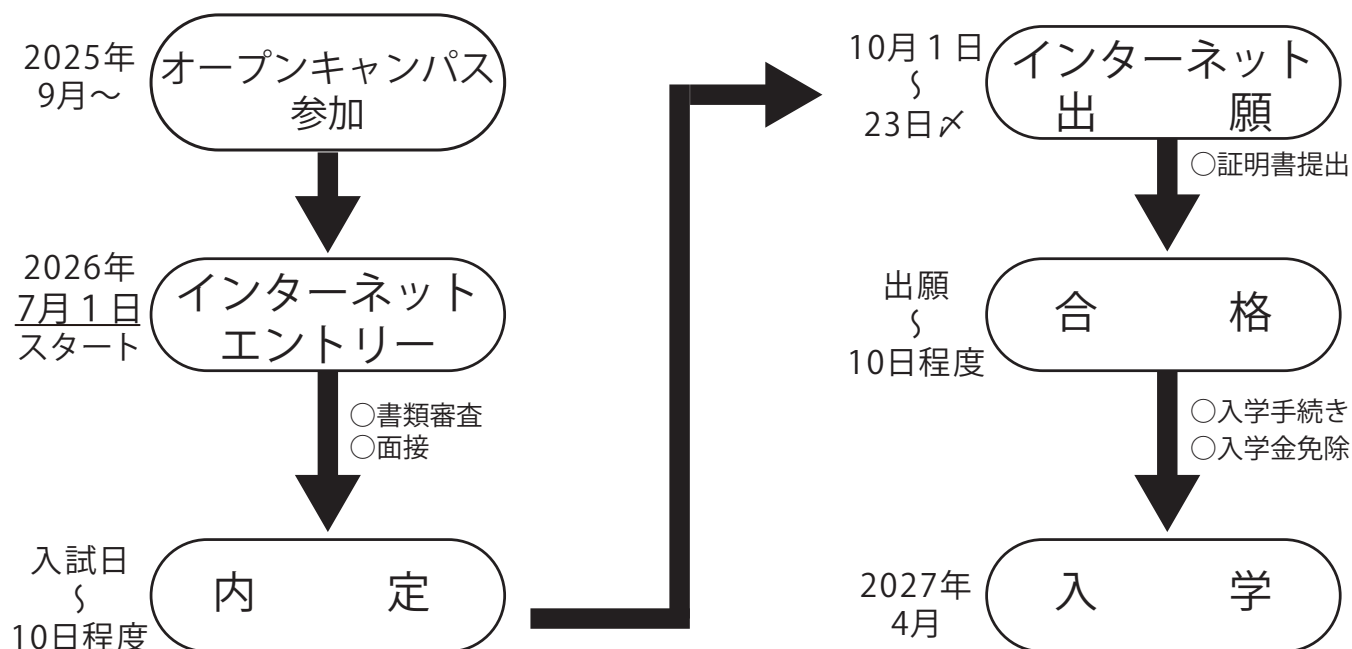 2025年
9月～
オープンキャンパス
参加
2026年
7月１日
スタート
インターネット
エントリー
○書類審査
○面接
入試日
〜
10日程度
内　定
10月１日
〜
23日〆
インターネット
出　願
○証明書提出
出願
〜
10日程度
合　格
○入学手続き
○入学金免除
2027年
4月
入　学